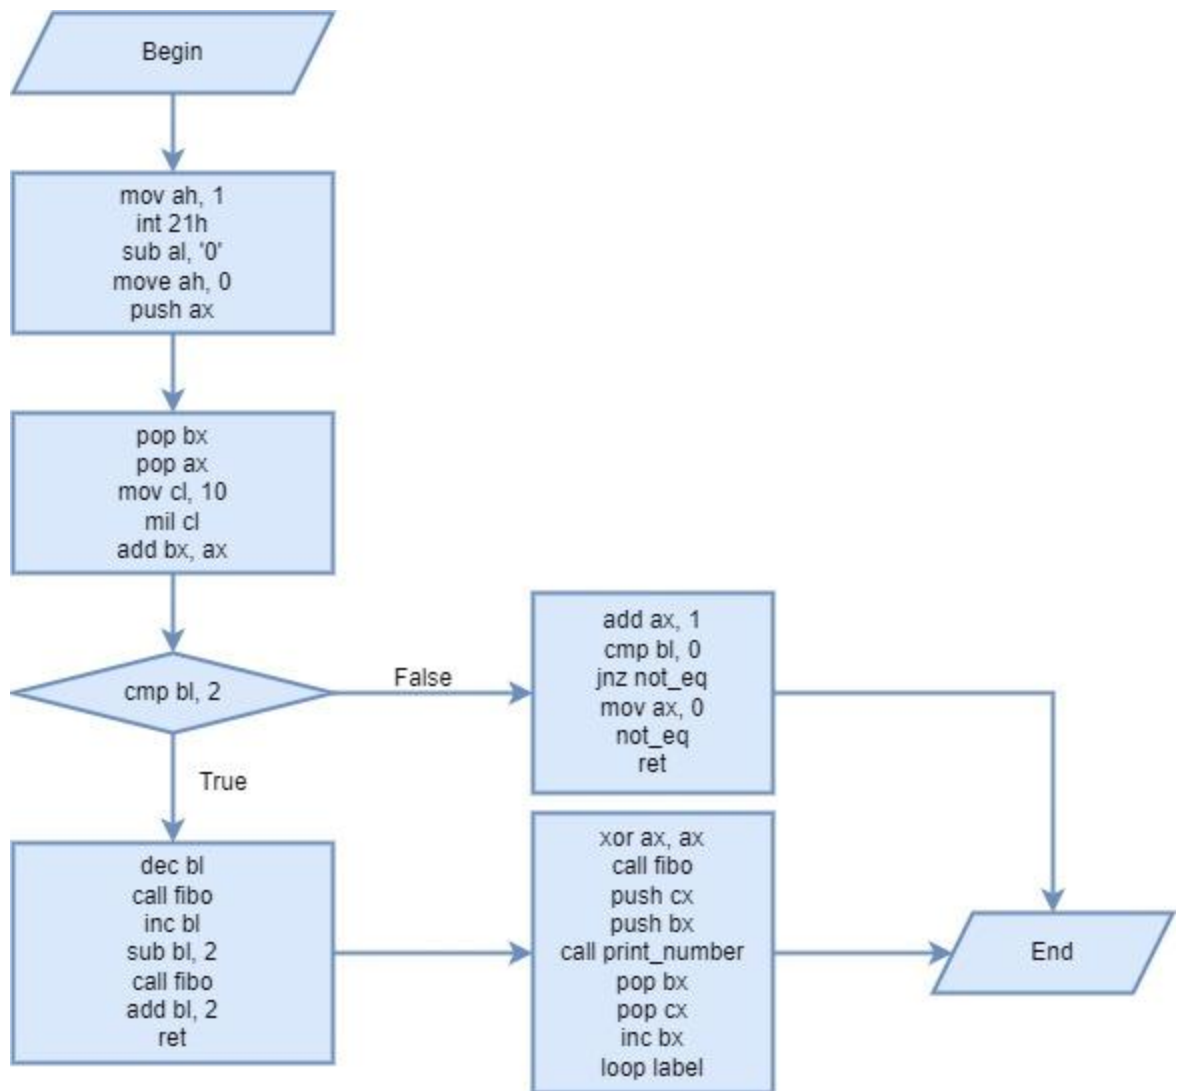 Begin
mov ah, 1
int 21h
sub al, '0'
move ah, 0
push ax
pop bx
pop ax
mov cl, 10
mil cl
add bx, ax
cmp bl, 2
False
add ax, 1
cmp bl, 0
jnz not_eq
mov ax, 0
not_eq
ret
True
dec bl
call fibo
inc bl
sub bl, 2
call fibo
add bl, 2
ret
xor ax, ax
call fibo
push cx
push bx
call print_number
pop bx
pop cx
inc bx
loop label
End